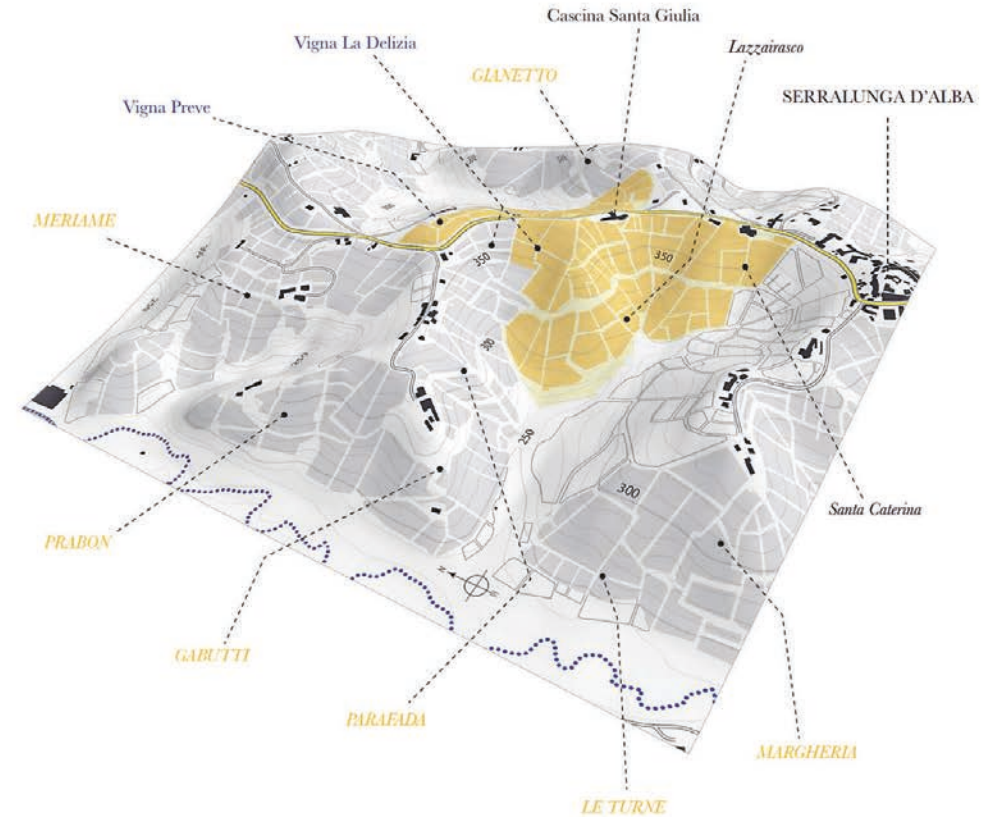 Cascina Santa Giulia
Vigna La Delizia
Lazzairasco
GIANETTO
SERRALUNGA D'ALBA
Vigna Preve
MERIAME
350
350
300
250
300
Santa Caterina
PRABON
N
GABUTTI
PARAFADA
MARGHERIA
LE TURNE